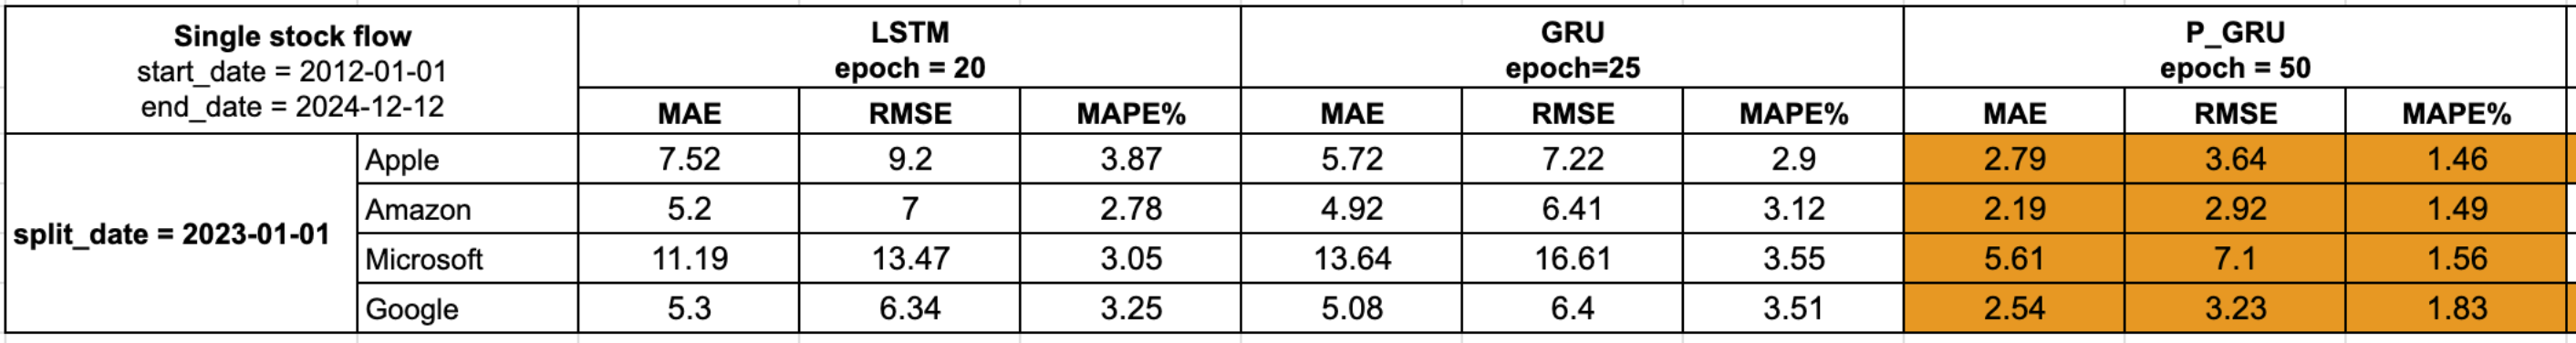 Single stock flow
start_date = 2012-01-01
end_date = 2024-12-12
LSTM
epoch = 20
GRU
epoch=25
P_GRU
epoch = 50
MAE RMSE MAPE% MAE RMSE MAPE% MAE RMSE MAPE%
split_date = 2023-01-01
Apple 7.52 9.2 3.87 5.72 7.22 2.9 2.79 3.64 1.46
Amazon 5.2 7 2.78 4.92 6.41 3.12 2.19 2.92 1.49
Microsoft 11.19 13.47 3.05 13.64 16.61 3.55 5.61 7.1 1.56
Google 5.3 6.34 3.25 5.08 6.4 3.51 2.54 3.23 1.83